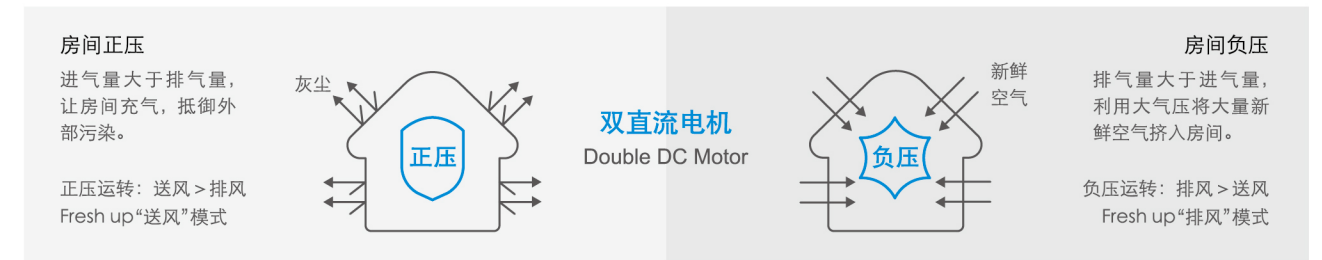 房间正压
进气量大于排气量，
让房间充气，抵御外
部污染。
正压运转：送风 > 排风
Fresh up“送风”模式
灰尘
正压
双直流电机
Double DC Motor
负压
新鲜
空气
房间负压
排气量大于进气量，
利用大气压将大量新
鲜空气挤入房间。
负压运转：排风 > 送风
Fresh up“排风”模式